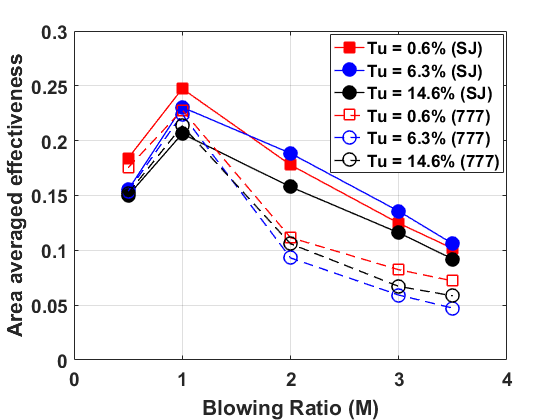 0.3
0.25
0.2
0.15
0.1
0.05
0
Area averaged effectiveness
Tu = 0.6% (SJ)
Tu = 6.3% (SJ)
Tu = 14.6% (SJ)
Tu = 0.6% (777)
Tu = 6.3% (777)
Tu = 14.6% (777)
0 1 2 3 4
Blowing Ratio (M)